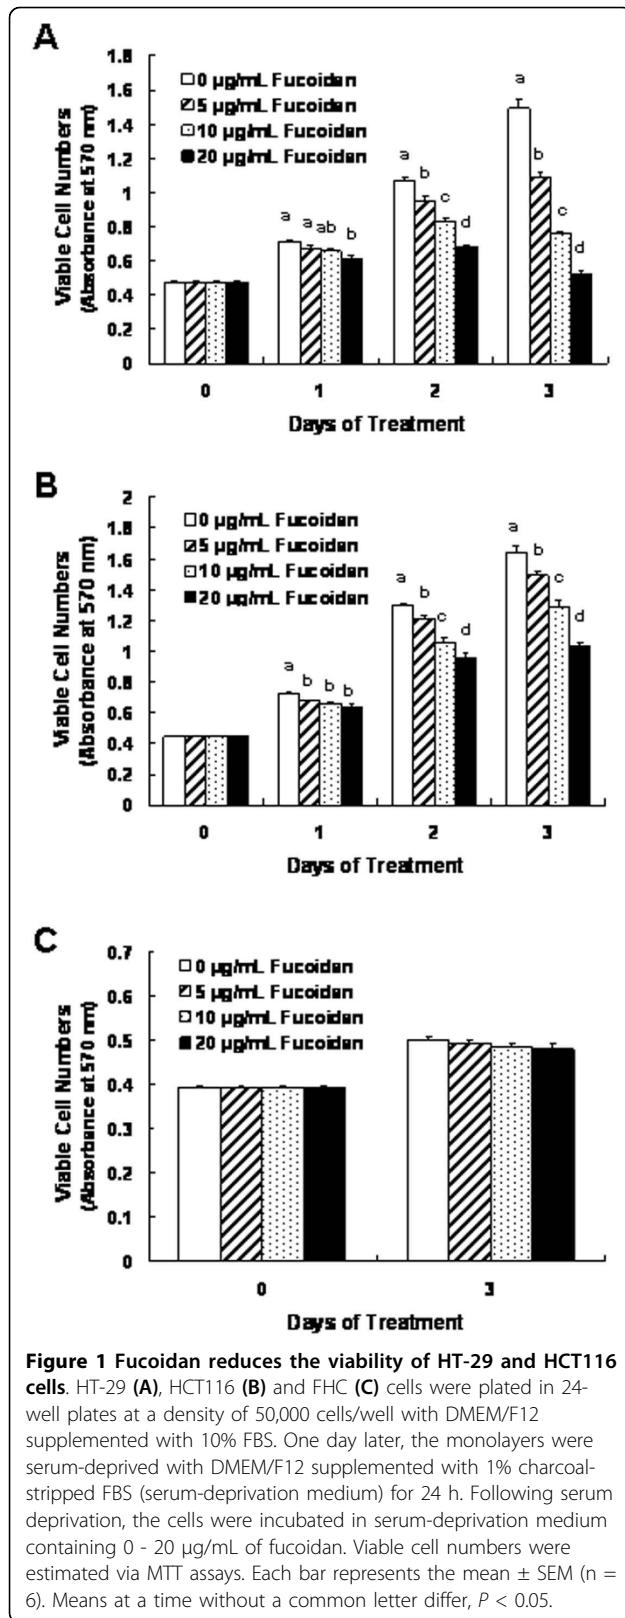 A
1.8
1.6
1.4
1.2
1
0.8
0.6
0.4
0.2
0
Viable Cell Numbers
(Absorbance at 570 nm)
0 µg/mL Fucoidan
5 µg/mL Fucoidan
10 µg/mL Fucoidan
20 µg/mL Fucoidan
a a ab b
a b c d
a b c d
0 1 2 3
Days of Treatment
B
2
1.8
1.6
1.4
1.2
1
0.8
0.6
0.4
0.2
0
Viable Cell Numbers
(Absorbance at 570 nm)
0 µg/mL Fucoidan
5 µg/mL Fucoidan
10 µg/mL Fucoidan
20 µg/mL Fucoidan
a b b b
a b c d
a b c d
0 1 2 3
Days of Treatment
C
0.7
0.6
0.5
0.4
0.3
0.2
0.1
0
Viable Cell Numbers
(Absorbance at 570 nm)
0 µg/mL Fucoidan
5 µg/mL Fucoidan
10 µg/mL Fucoidan
20 µg/mL Fucoidan
0 3
Days of Treatment
Figure 1 Fucoidan reduces the viability of HT-29 and HCT116
cells. HT-29 (A), HCT116 (B) and FHC (C) cells were plated in 24-
well plates at a density of 50,000 cells/well with DMEM/F12
supplemented with 10% FBS. One day later, the monolayers were
serum-deprived with DMEM/F12 supplemented with 1% charcoal-
stripped FBS (serum-deprivation medium) for 24 h. Following serum
deprivation, the cells were incubated in serum-deprivation medium
containing 0 - 20 µg/mL of fucoidan. Viable cell numbers were
estimated via MTT assays. Each bar represents the mean ± SEM (n =
6). Means at a time without a common letter differ, P < 0.05.